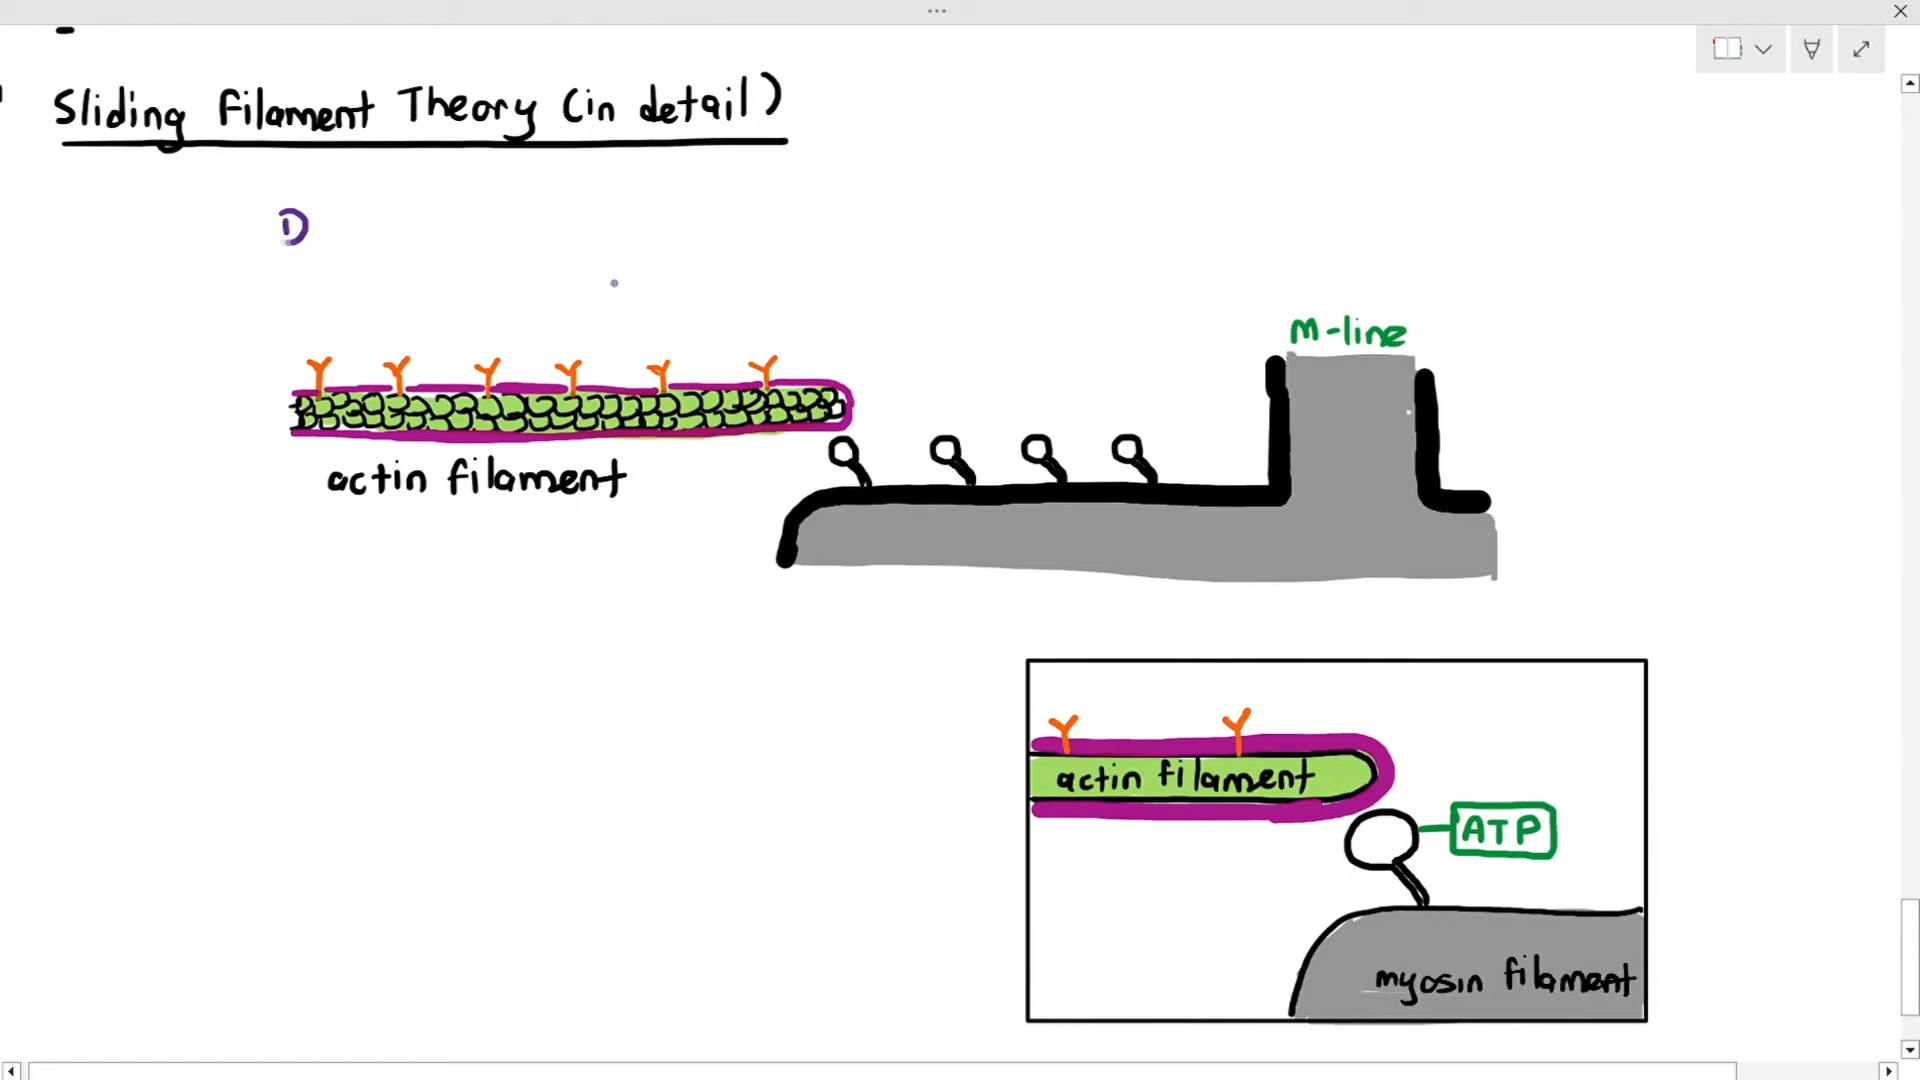 Sliding Filament Theory (in detail)
D
M-line
actin filament
actin filament
ATP
myosin filament